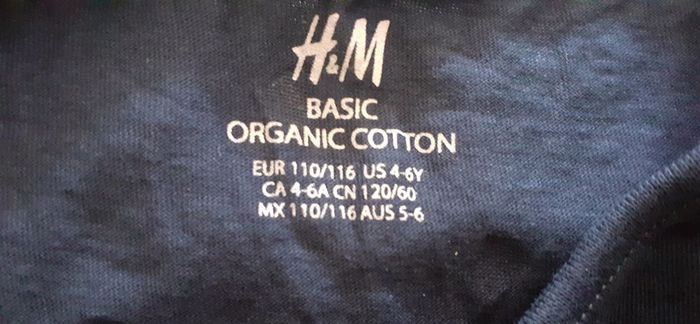 H&M
BASIC
ORGANIC COTTON
EUR 110/116 US 4-6Y
CA 4-6A CN 120/60
MX 110/116 AUS 5-6